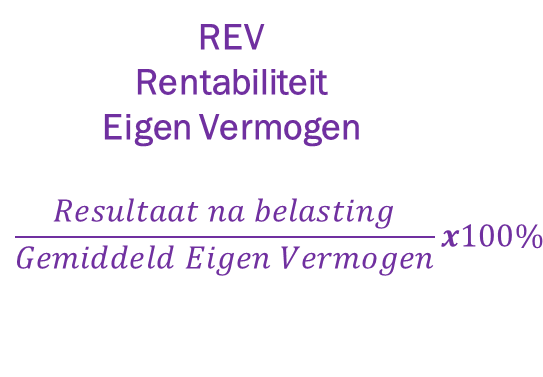 REV
Rentabiliteit
Eigen Vermogen
Resultaat na belasting
Gemiddeld Eigen Vermogen x100%